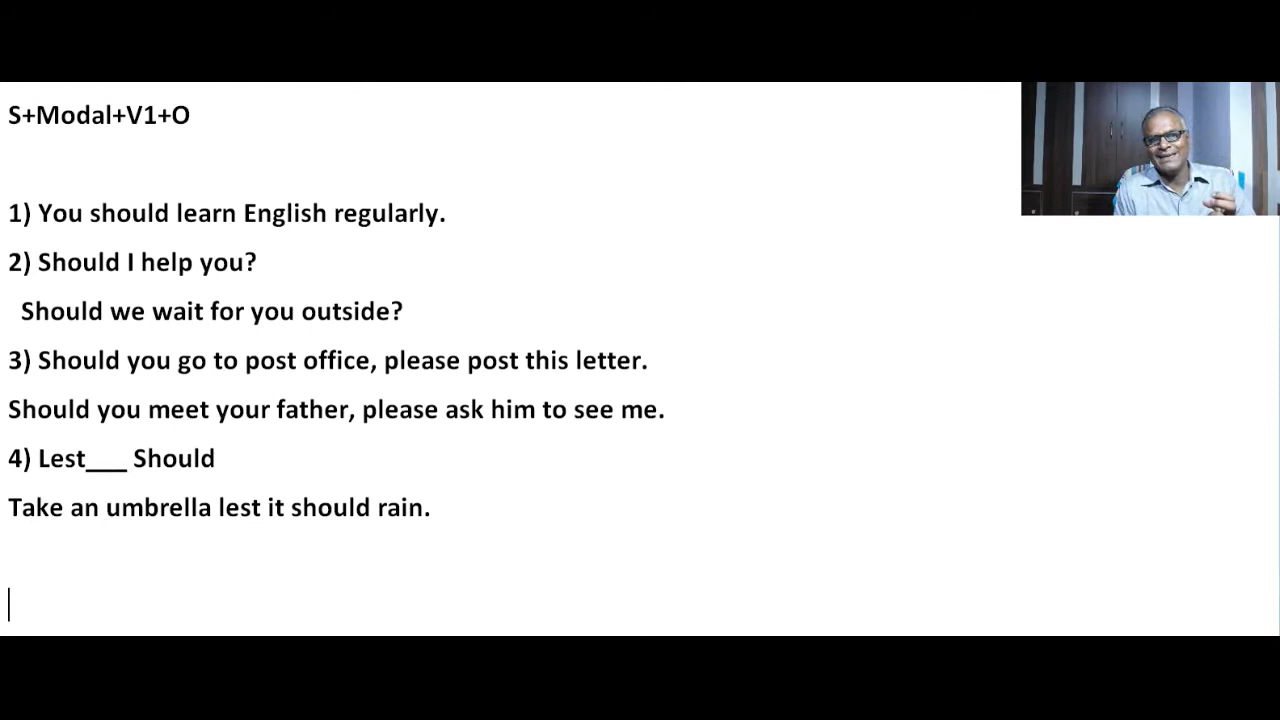 S+Modal+V1+O
1) You should learn English regularly.
2) Should I help you?
Should we wait for you outside?
3) Should you go to post office, please post this letter.
Should you meet your father, please ask him to see me.
4) Lest___ Should
Take an umbrella lest it should rain.